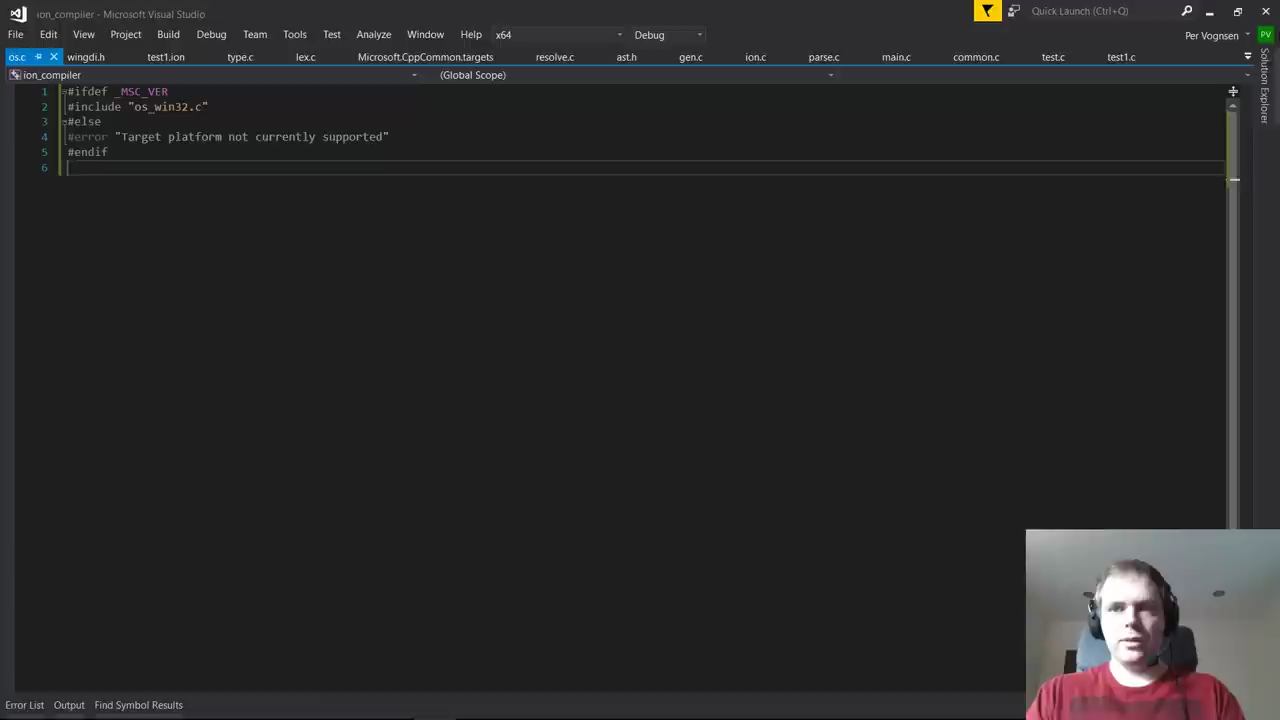 ion_compiler - Microsoft Visual Studio
Quick Launch (Ctrl+Q)
File Edit View Project Build Debug Team Tools Test Analyze Window Help x64 Debug
Per Vognsen PV
os.c wingdi.h test1.ion type.c lex.c Microsoft.CppCommon.targets resolve.c ast.h gen.c ion.c parse.c main.c common.c test.c test1.c
ion_compiler (Global Scope)
Solution Explorer
1 #ifdef _MSC_VER
2 #include "os_win32.c"
3 #else
4 #error "Target platform not currently supported"
5 #endif
6
Error List Output Find Symbol Results